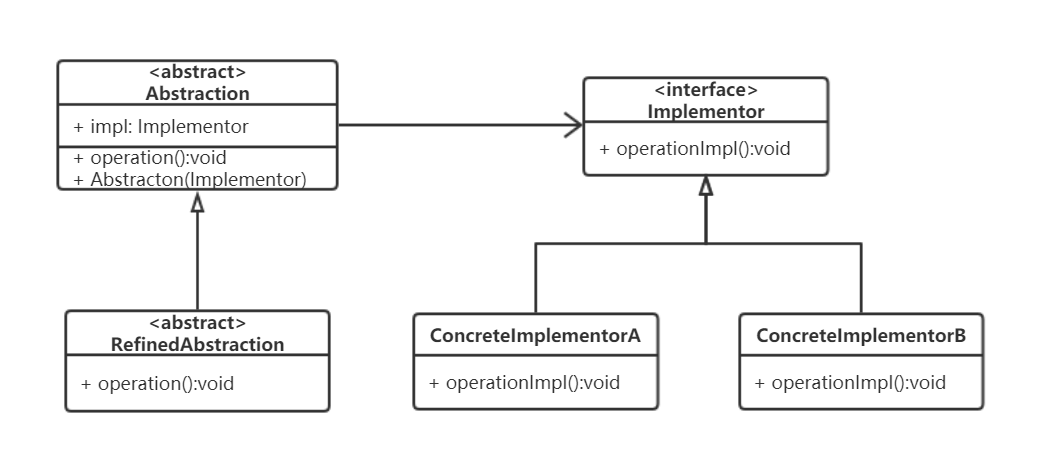 <abstract>
Abstraction
+ impl: Implementor
+ operation():void
+ Abstracton(Implementor)
<interface>
Implementor
+ operationImpl():void
<abstract>
RefinedAbstraction
+ operation():void
ConcreteImplementorA
+ operationImpl():void
ConcreteImplementorB
+ operationImpl():void